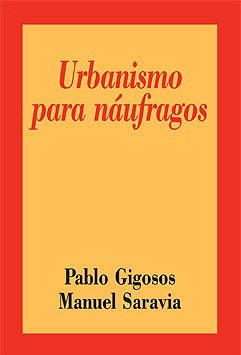 Urbanismo
para náufragos
Pablo Gigosos
Manuel Saravia